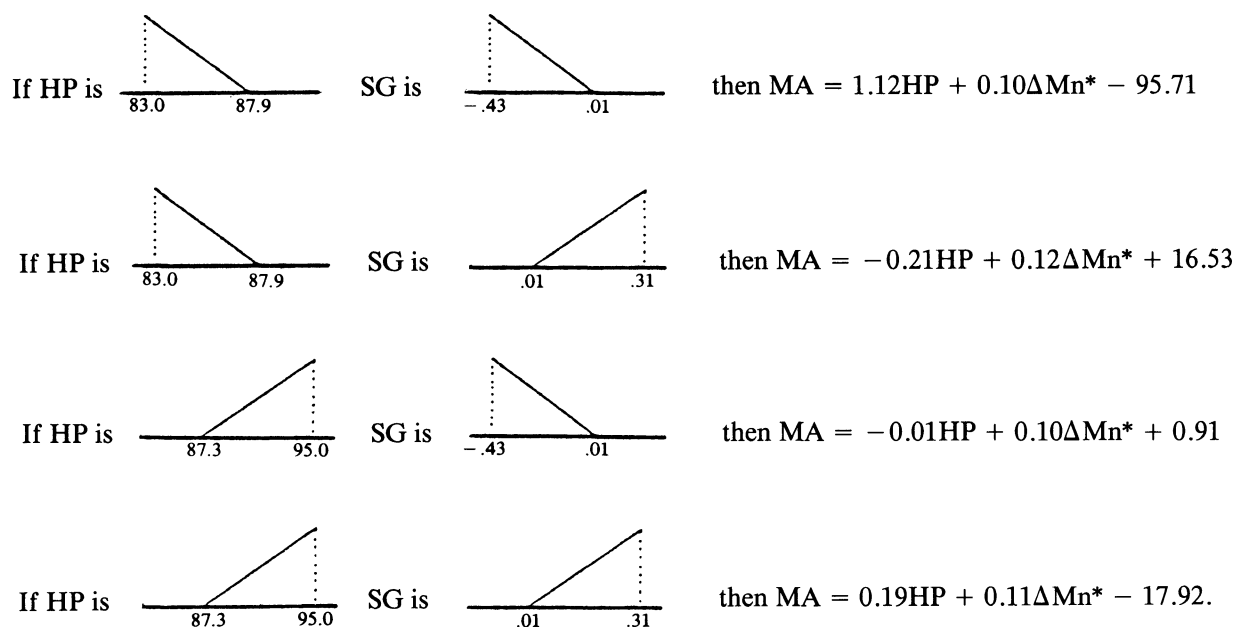 If HP is 83.0 87.9 SG is -.43 .01 then MA = 1.12HP + 0.10ΔMn* − 95.71
If HP is 83.0 87.9 SG is .01 .31 then MA = −0.21HP + 0.12ΔMn* + 16.53
If HP is 87.3 95.0 SG is -.43 .01 then MA = −0.01HP + 0.10ΔMn* + 0.91
If HP is 87.3 95.0 SG is .01 .31 then MA = 0.19HP + 0.11ΔMn* − 17.92.